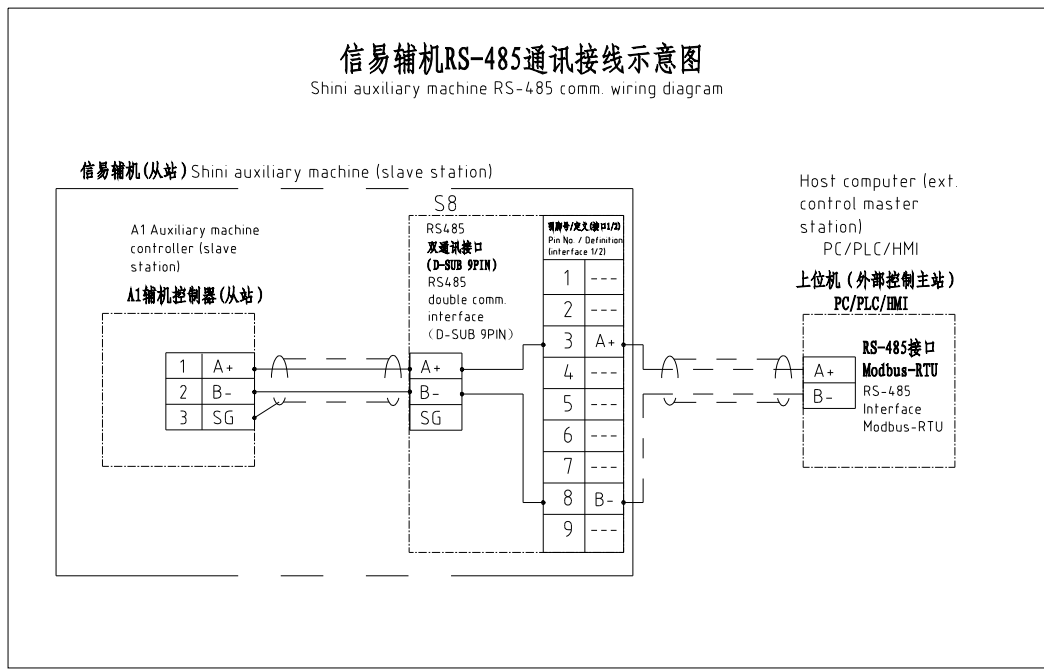 信易辅机RS-485通讯接线示意图
Shini auxiliary machine RS-485 comm. wiring diagram
信易辅机(从站) Shini auxiliary machine (slave station)
A1 Auxiliary machine
controller (slave
station)
A1辅机控制器(从站)
1 A+
2 B-
3 SG
S8
RS485
双通讯接口
(D-SUB 9PIN)
RS485
double comm.
interface
(D-SUB 9PIN)
A+
B-
SG
引脚号/定义(接口1/2)
Pin No. / Definition
(interface 1/2)
1 ---
2 ---
3 A+
4 ---
5 ---
6 ---
7 ---
8 B-
9 ---
Host computer (ext.
control master
station)
PC/PLC/HMI
上位机(外部控制主站)
PC/PLC/HMI
A+
B-
RS-485接口
Modbus-RTU
RS-485
Interface
Modbus-RTU